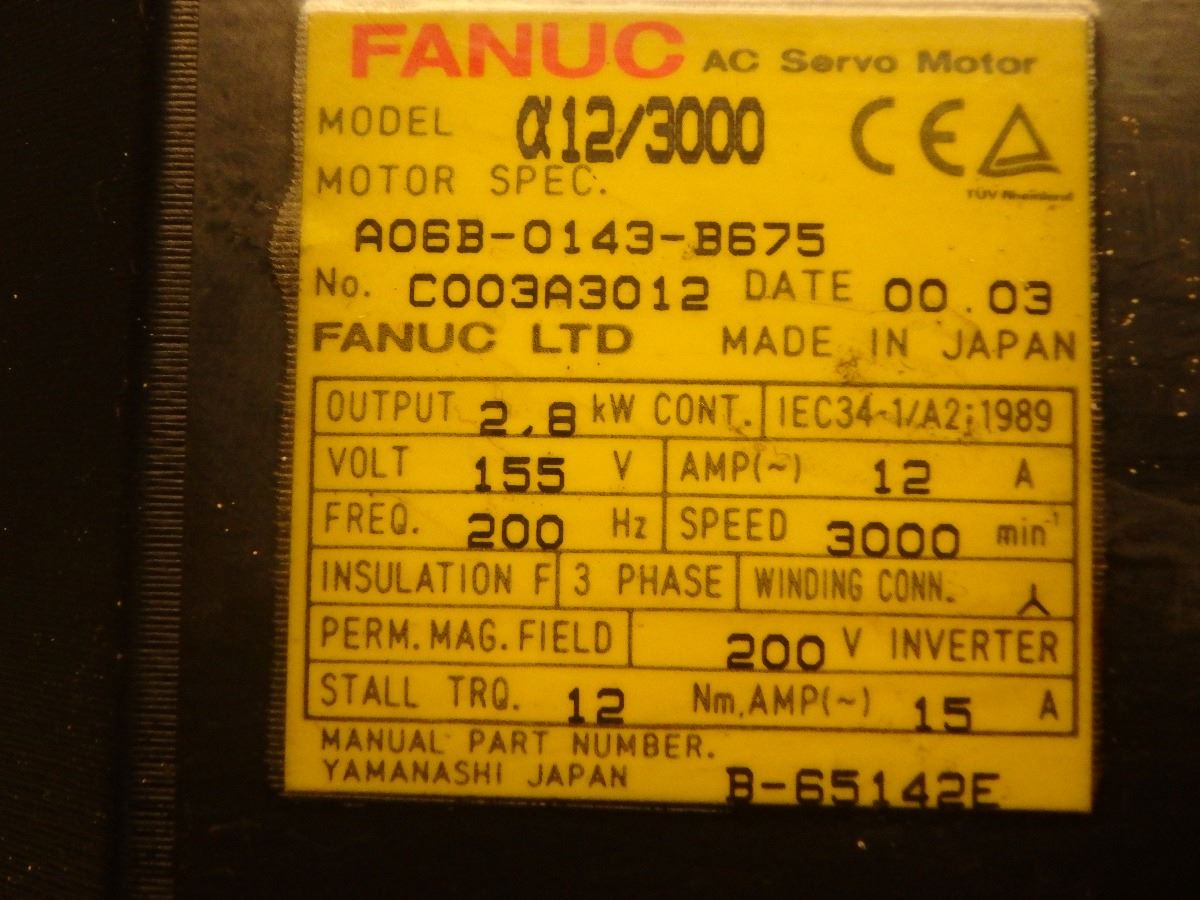 FANUC AC Servo Motor
MODEL α12/3000 CE
TÜV Rheinland
MOTOR SPEC.
A06B-0143-B675
No. C003A3012 DATE 00.03
FANUC LTD MADE IN JAPAN
OUTPUT 2.8 kW CONT. IEC34-1/A2;1989
VOLT 155 V AMP(~) 12 A
FREQ. 200 Hz SPEED 3000 min⁻¹
INSULATION F 3 PHASE WINDING CONN.
PERM.MAG.FIELD 200 V INVERTER
STALL TRQ. 12 Nm,AMP(~) 15 A
MANUAL PART NUMBER.
YAMANASHI JAPAN B-65142E